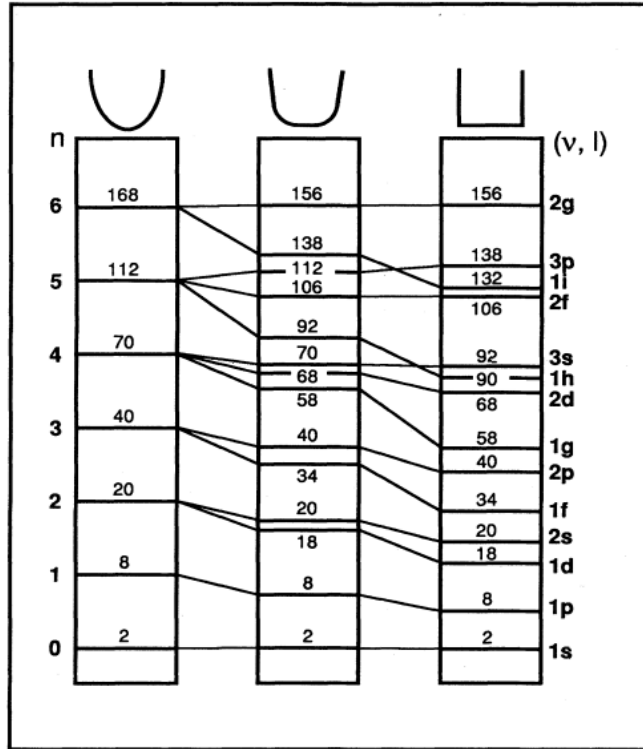 n (ν, l)
6 168 156 156 2g
138 138 3p
5 112 112 132 1i
106 106 2f
92 92 3s
4 70 70 90 1h
68 68 2d
58 58 1g
3 40 40 40 2p
34 34 1f
2 20 20 20 2s
18 18 1d
1 8 8 8 1p
0 2 2 2 1s